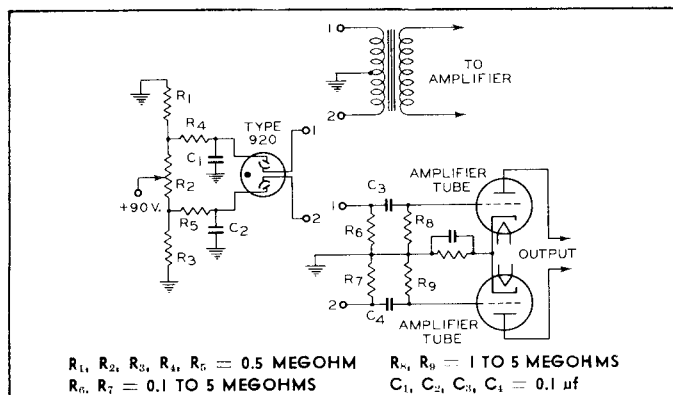 1
2
TO
AMPLIFIER
R1
R4
TYPE
920
C1
1
R2
+90 V.
R5
C2
2
R3
AMPLIFIER
TUBE
1
C3
R6
R8
OUTPUT
R7
R9
2
C4
AMPLIFIER
TUBE
R1, R2, R3, R4, R5 = 0.5 MEGOHM
R6, R7 = 0.1 TO 5 MEGOHMS
R8, R9 = 1 TO 5 MEGOHMS
C1, C2, C3, C4 = 0.1 µf